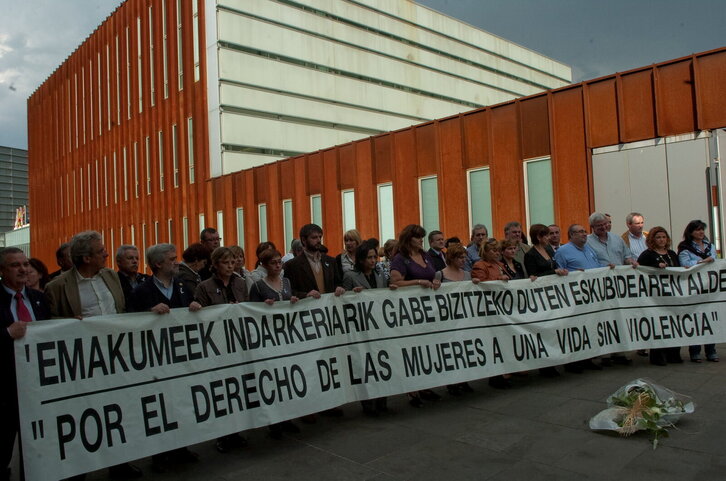 "EMAKUMEEK INDARKERIARIK GABE BIZITZEKO DUTEN ESKUBIDEAREN ALDE
"POR EL DERECHO DE LAS MUJERES A UNA VIDA SIN VIOLENCIA"